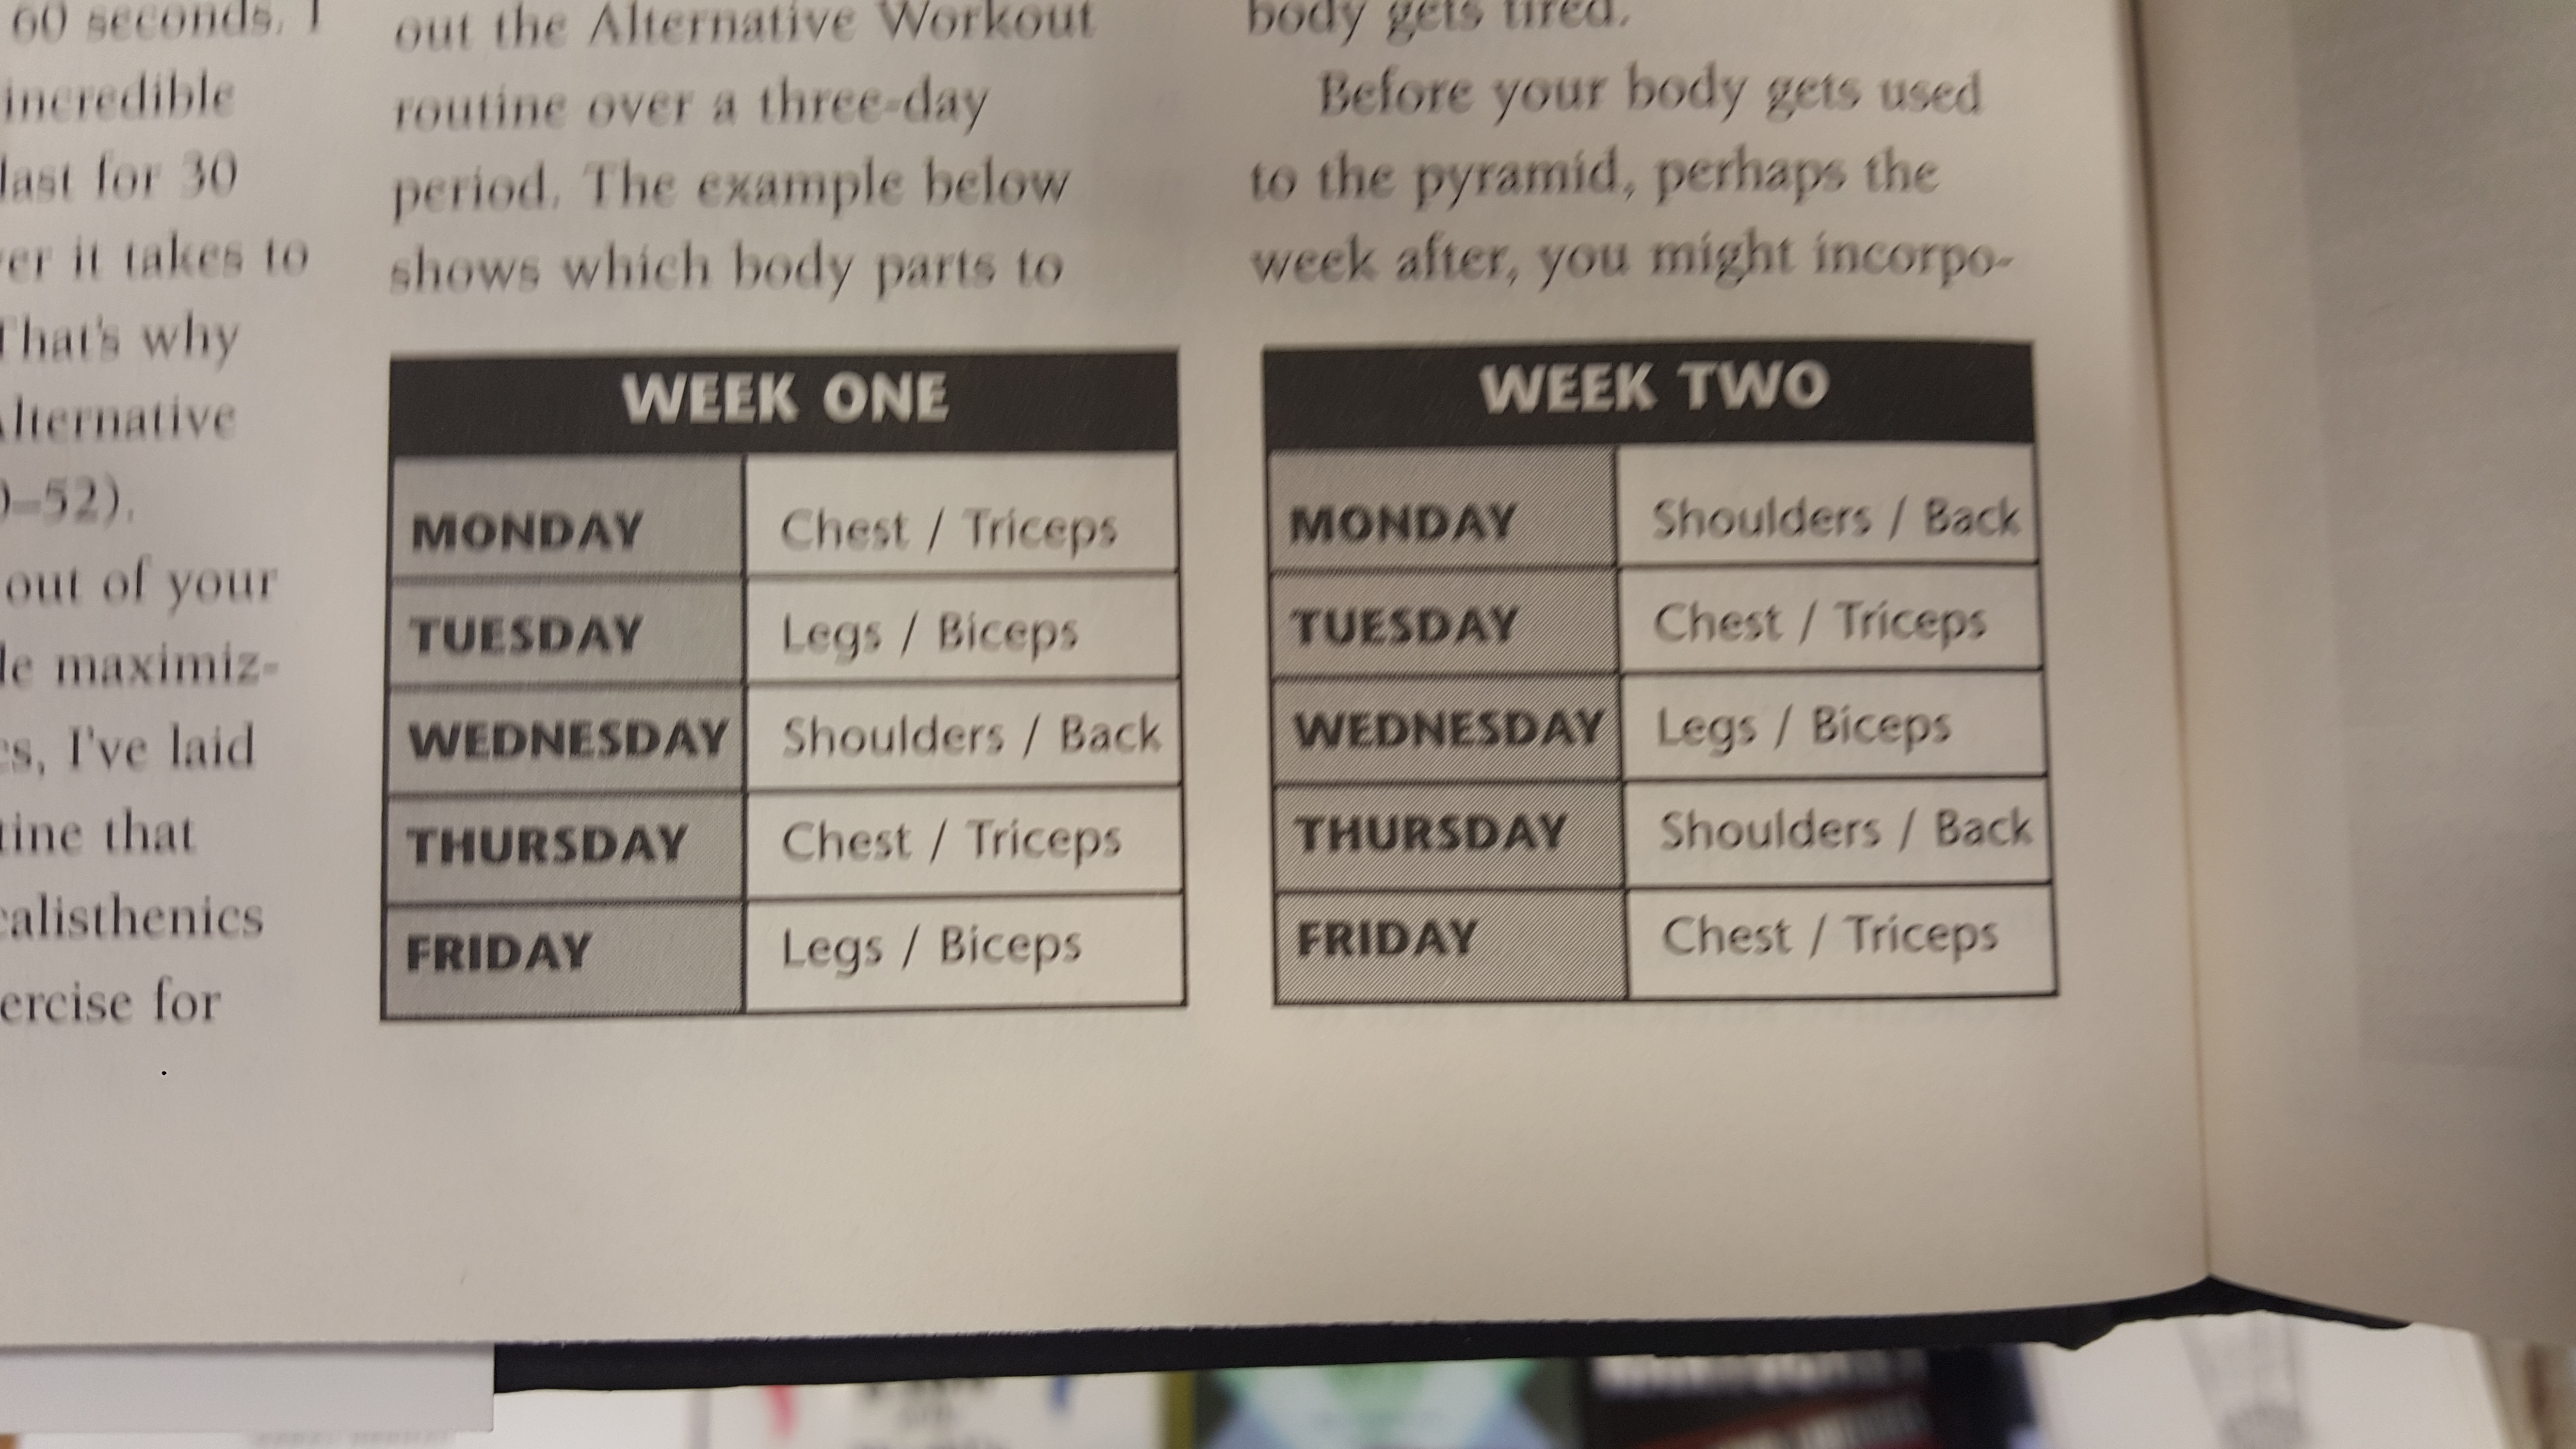 60 seconds. I
incredible
last for 30
er it takes to
That's why
Alternative
0–52).
out of your
le maximiz-
cs, I've laid
tine that
calisthenics
ercise for
out the Alternative Workout
routine over a three-day
period. The example below
shows which body parts to
WEEK ONE
MONDAY Chest / Triceps
TUESDAY Legs / Biceps
WEDNESDAY Shoulders / Back
THURSDAY Chest / Triceps
FRIDAY Legs / Biceps
body gets tired.
Before your body gets used
to the pyramid, perhaps the
week after, you might incorpo-
WEEK TWO
MONDAY Shoulders / Back
TUESDAY Chest / Triceps
WEDNESDAY Legs / Biceps
THURSDAY Shoulders / Back
FRIDAY Chest / Triceps